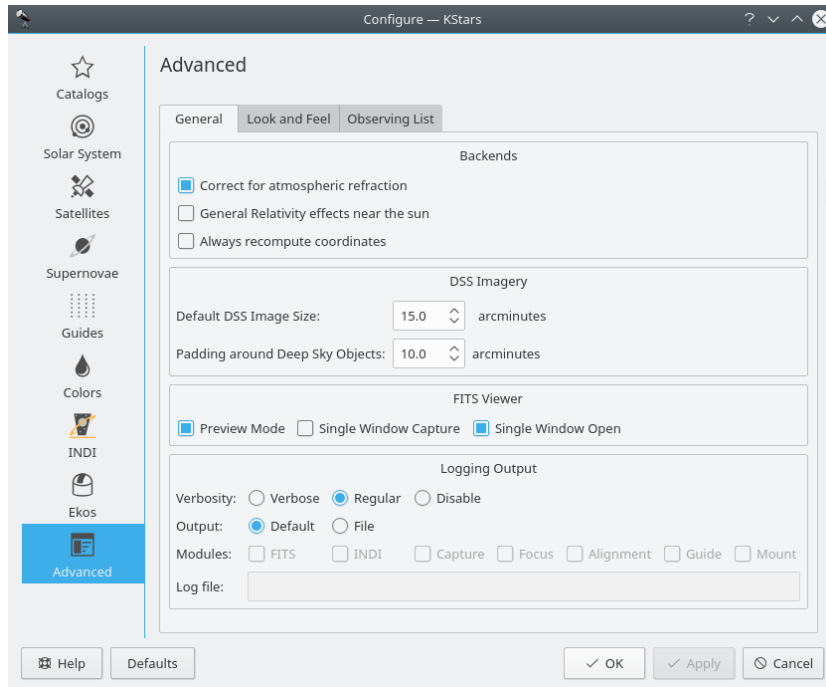 Configure — KStars
Catalogs
Solar System
Satellites
Supernovae
Guides
Colors
INDI
Ekos
Advanced
Advanced
General Look and Feel Observing List
Backends
Correct for atmospheric refraction
General Relativity effects near the sun
Always recompute coordinates
DSS Imagery
Default DSS Image Size: 15.0 arcminutes
Padding around Deep Sky Objects: 10.0 arcminutes
FITS Viewer
Preview Mode Single Window Capture Single Window Open
Logging Output
Verbosity: Verbose Regular Disable
Output: Default File
Modules: FITS INDI Capture Focus Alignment Guide Mount
Log file:
Help Defaults OK Apply Cancel